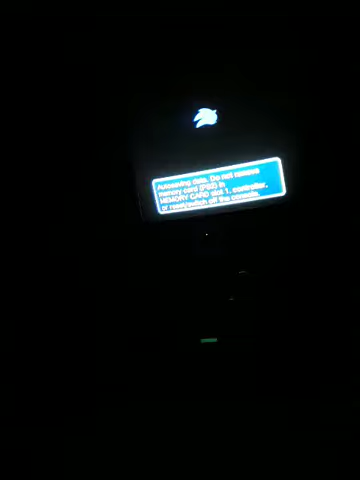 Autosaving data. Do not remove
memory card (PS2) in
MEMORY CARD slot 1, controller,
or reset/switch off the console.